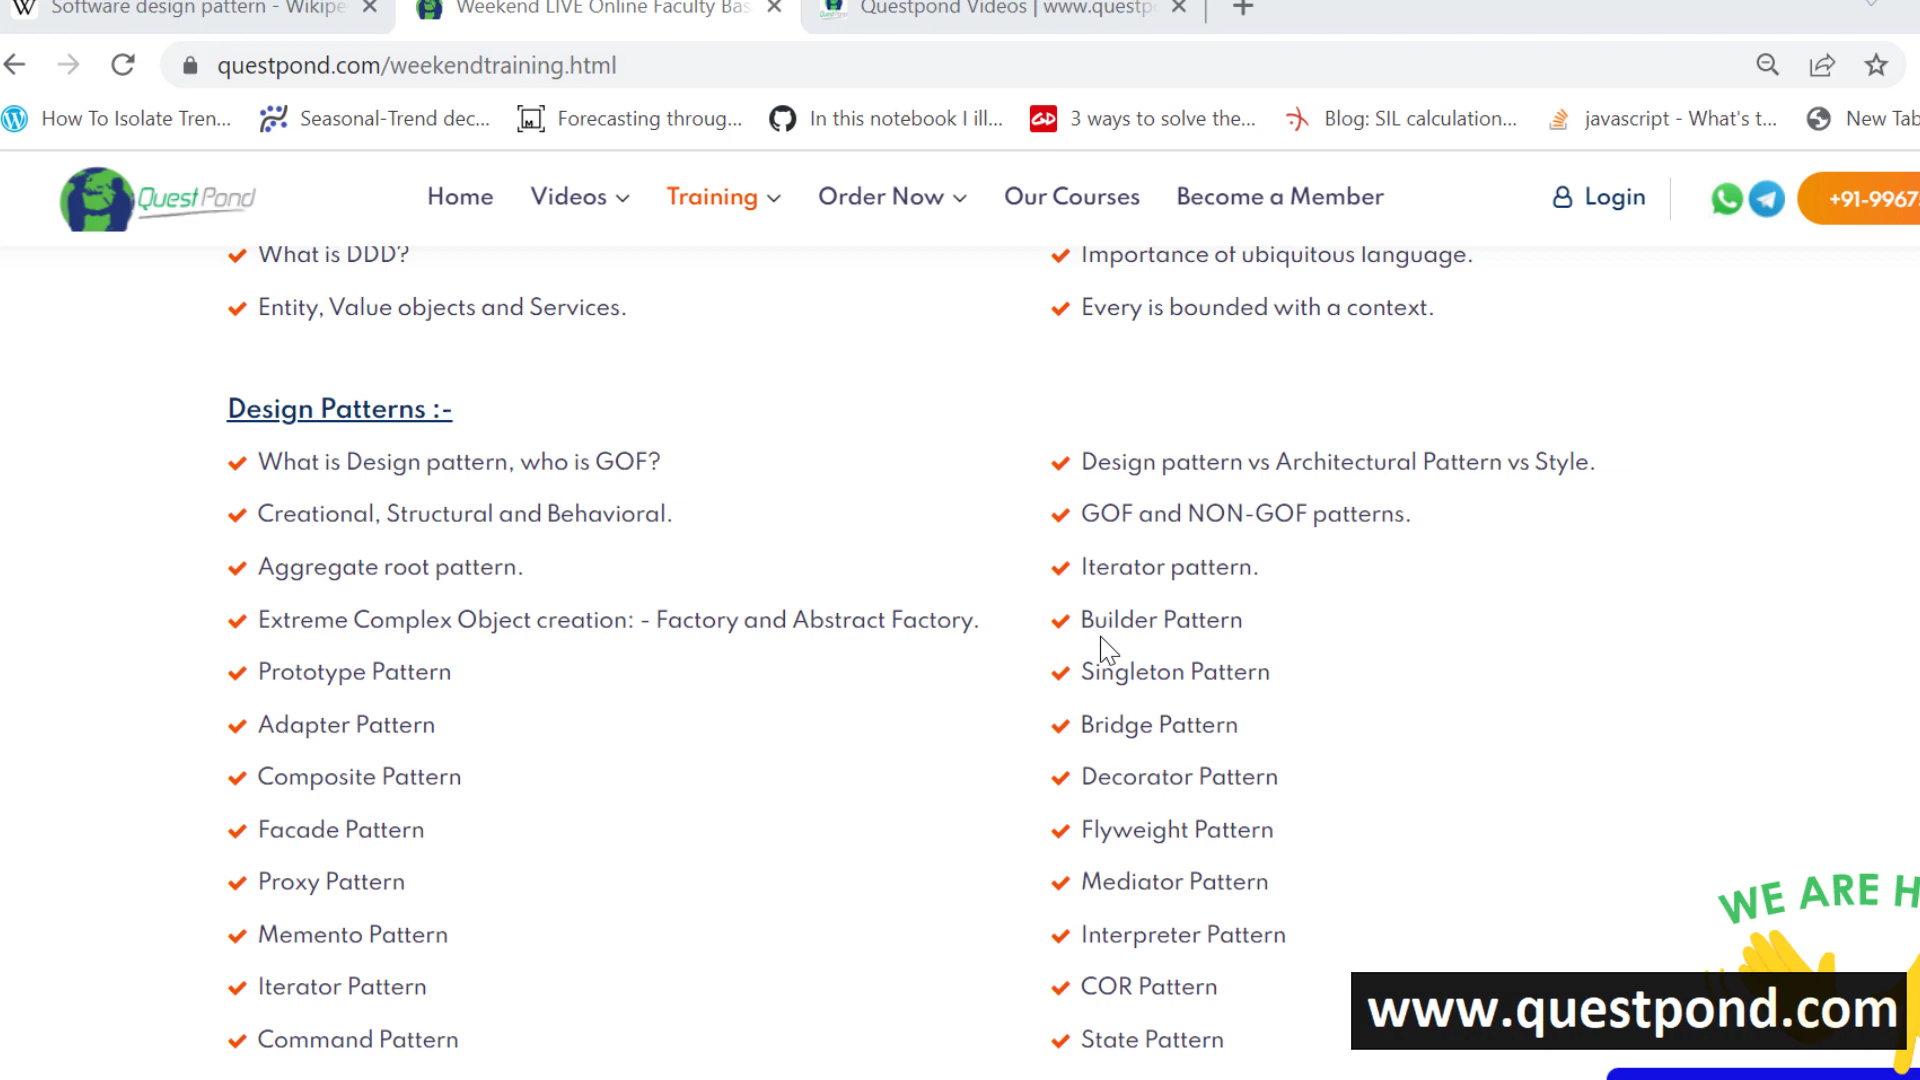 Software design pattern - Wikipe
Weekend LIVE Online Faculty Bas
Questpond Videos | www.questp
questpond.com/weekendtraining.html
How To Isolate Tren...
Seasonal-Trend dec...
Forecasting throug...
In this notebook I ill...
3 ways to solve the...
Blog: SIL calculation...
javascript - What's t...
New Tab
QuestPond
Home
Videos
Training
Order Now
Our Courses
Become a Member
Login
+91-9967
What is DDD?
Importance of ubiquitous language.
Entity, Value objects and Services.
Every is bounded with a context.
Design Patterns :-
What is Design pattern, who is GOF?
Design pattern vs Architectural Pattern vs Style.
Creational, Structural and Behavioral.
GOF and NON-GOF patterns.
Aggregate root pattern.
Iterator pattern.
Extreme Complex Object creation: - Factory and Abstract Factory.
Builder Pattern
Prototype Pattern
Singleton Pattern
Adapter Pattern
Bridge Pattern
Composite Pattern
Decorator Pattern
Facade Pattern
Flyweight Pattern
Proxy Pattern
Mediator Pattern
WE ARE H
Memento Pattern
Interpreter Pattern
Iterator Pattern
COR Pattern
www.questpond.com
Command Pattern
State Pattern